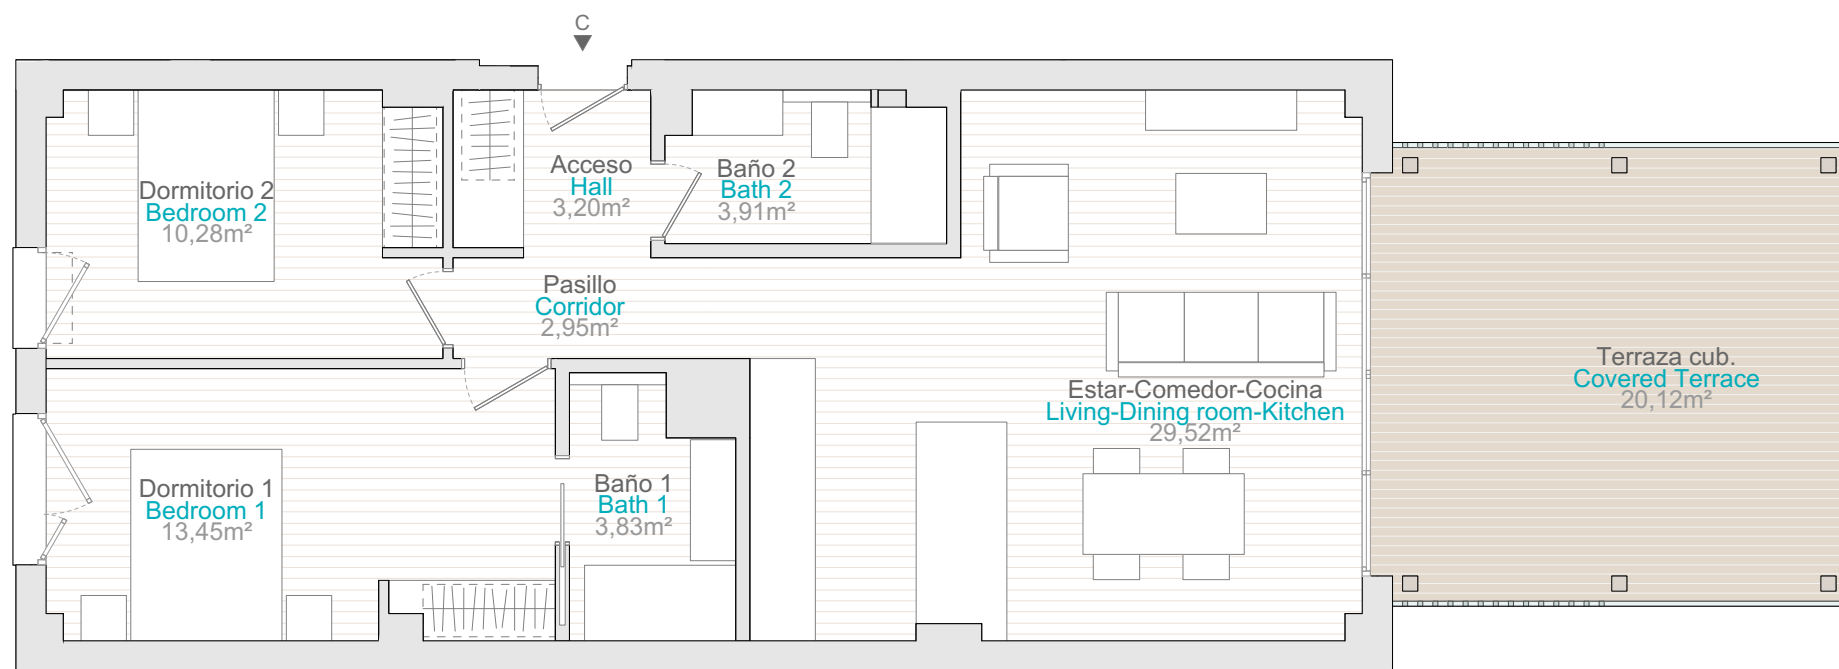 C
Acceso
Hall
3,20m²
Baño 2
Bath 2
3,91m²
Dormitorio 2
Bedroom 2
10,28m²
Pasillo
Corridor
2,95m²
Terraza cub.
Covered Terrace
20,12m²
Estar-Comedor-Cocina
Living-Dining room-Kitchen
29,52m²
Dormitorio 1
Bedroom 1
13,45m²
Baño 1
Bath 1
3,83m²